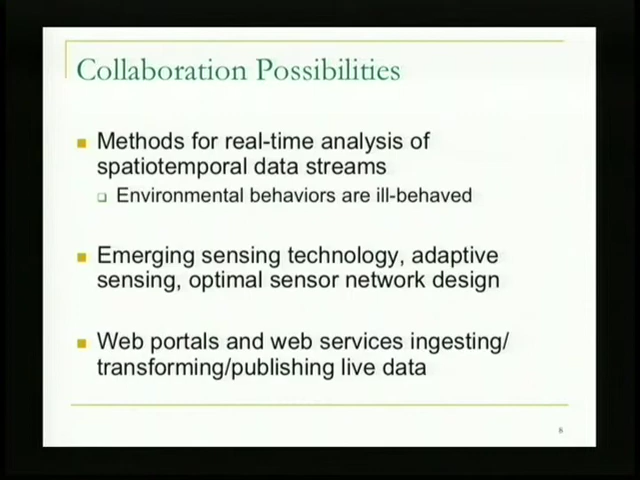 Collaboration Possibilities
Methods for real-time analysis of
spatiotemporal data streams
Environmental behaviors are ill-behaved
Emerging sensing technology, adaptive
sensing, optimal sensor network design
Web portals and web services ingesting/
transforming/publishing live data
8